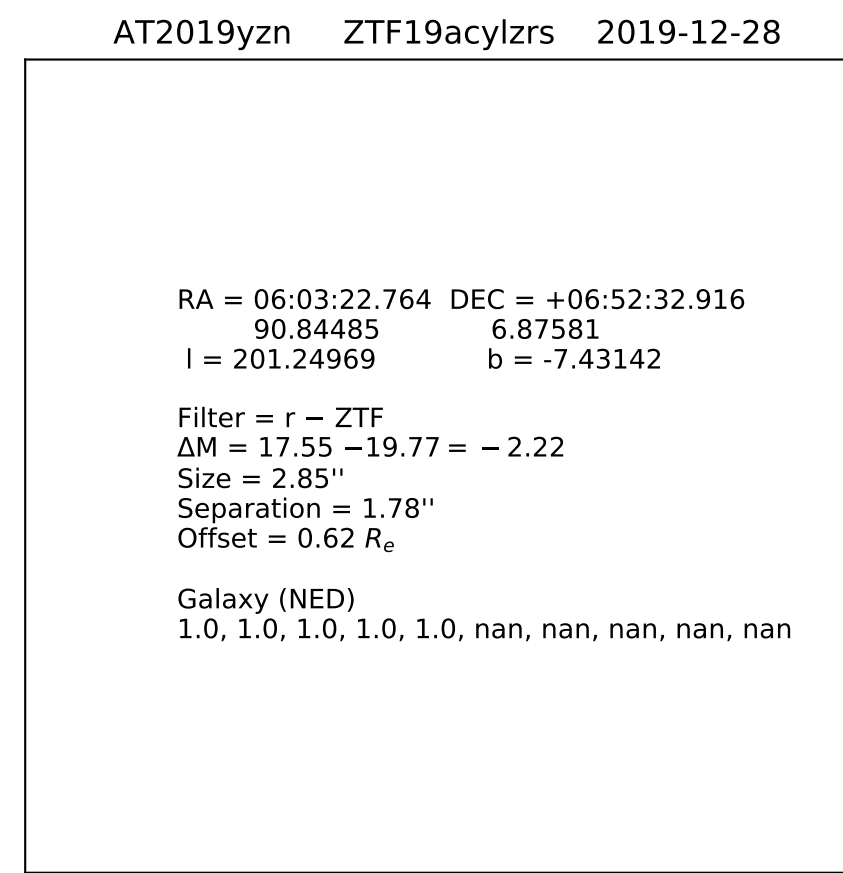 AT2019yzn ZTF19acylzrs 2019-12-28
RA = 06:03:22.764 DEC = +06:52:32.916
90.84485 6.87581
l = 201.24969 b = -7.43142
Filter = r − ZTF
ΔM = 17.55 −19.77 = − 2.22
Size = 2.85''
Separation = 1.78''
Offset = 0.62 Re
Galaxy (NED)
1.0, 1.0, 1.0, 1.0, 1.0, nan, nan, nan, nan, nan